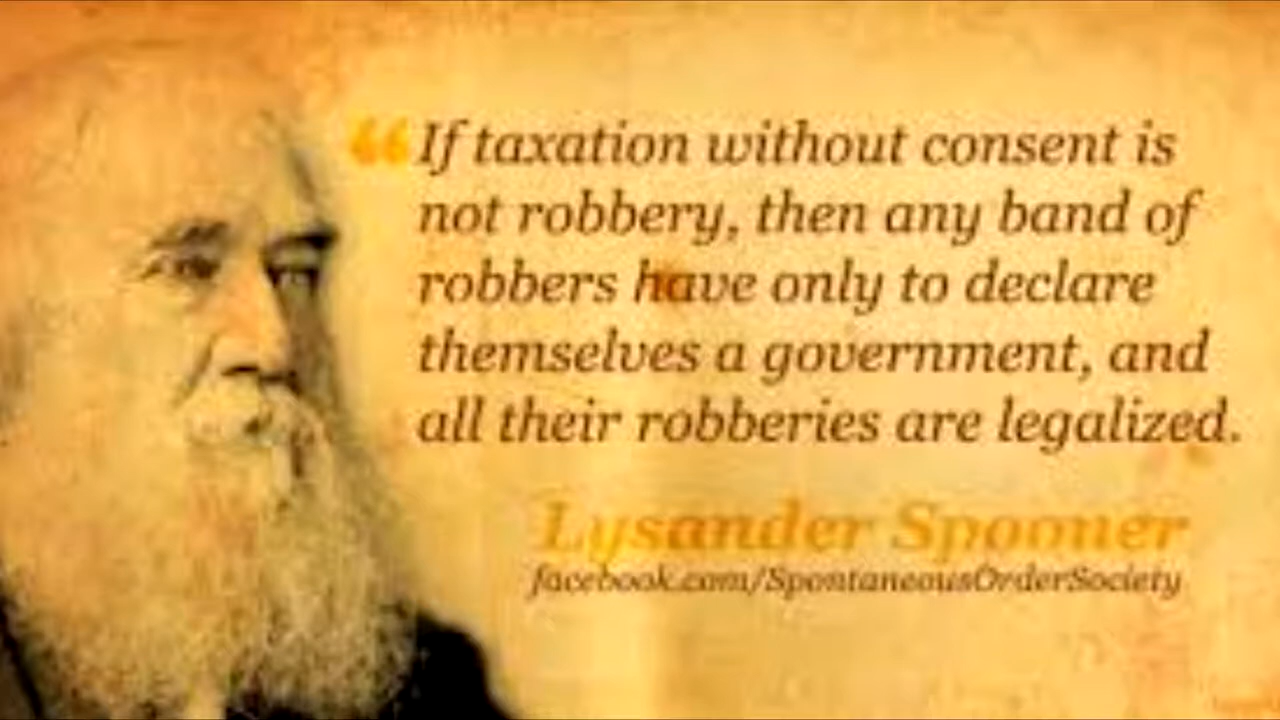 “If taxation without consent is
not robbery, then any band of
robbers have only to declare
themselves a government, and
all their robberies are legalized.”
Lysander Spooner
facebook.com/SpontaneousOrderSociety